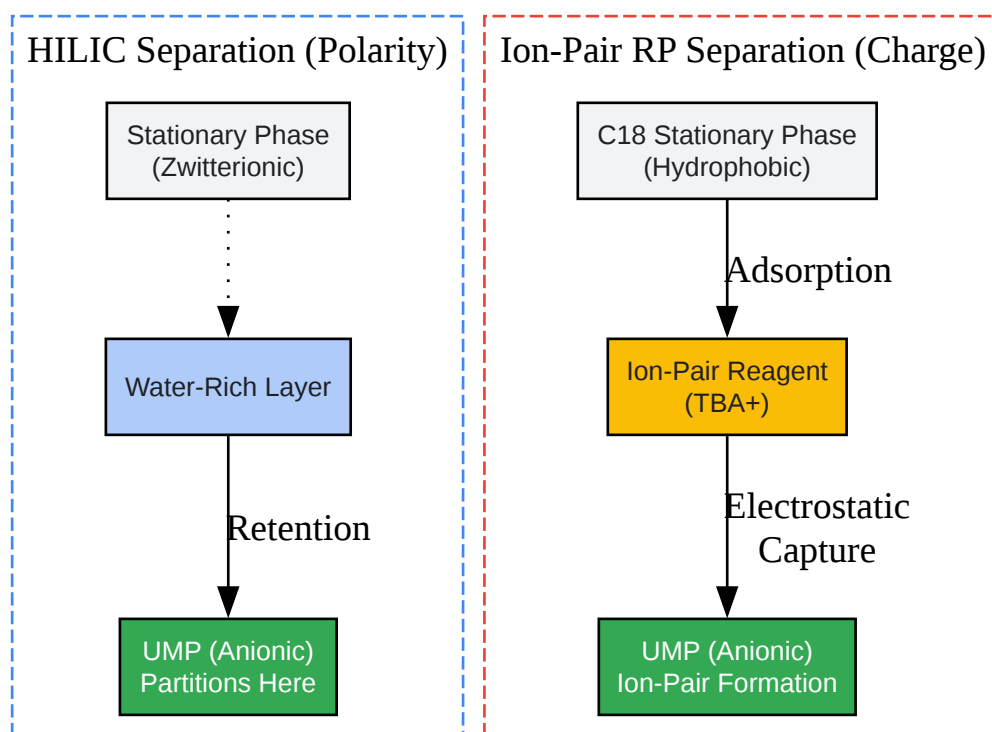 HILIC Separation (Polarity)
Stationary Phase
(Zwitterionic)
Water-Rich Layer
Retention
UMP (Anionic)
Partitions Here
Ion-Pair RP Separation (Charge)
C18 Stationary Phase
(Hydrophobic)
Adsorption
Ion-Pair Reagent
(TBA+)
Electrostatic
Capture
UMP (Anionic)
Ion-Pair Formation